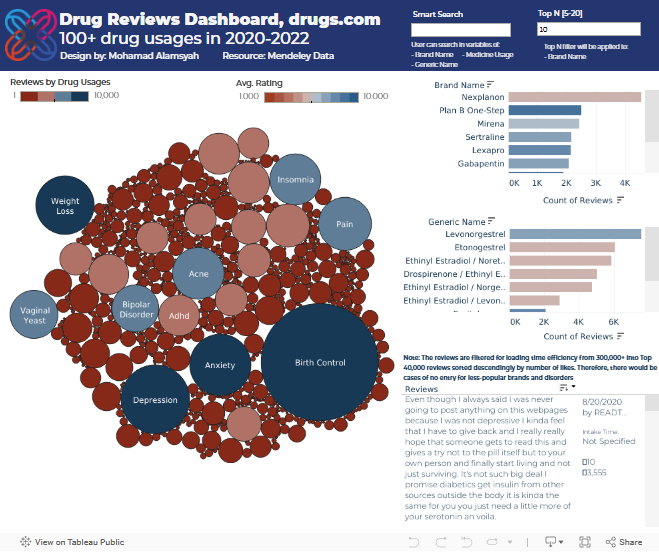 Drug Reviews Dashboard, drugs.com
100+ drug usages in 2020-2022
Design by: Mohamad Alamsyah Resource: Mendeley Data
Smart Search
User can search in variables of:
- Brand Name - Medicine Usage
- Generic Name
Top N [5-20]
10
Top N filter will be applied to:
- Brand Name
Reviews by Drug Usages
1 10,000
Avg. Rating
1.000 10.000
Weight
Loss
Insomnia
Pain
Acne
Vaginal
Yeast
Bipolar
Disorder
Adhd
Anxiety
Birth Control
Depression
Brand Name
Nexplanon
Plan B One-Step
Mirena
Sertraline
Lexapro
Gabapentin
0K 1K 2K 3K 4K
Count of Reviews
Generic Name
Levonorgestrel
Etonogestrel
Ethinyl Estradiol / Noret..
Drospirenone / Ethinyl E..
Ethinyl Estradiol / Norge..
Ethinyl Estradiol / Levon..
0K 2K 4K 6K
Count of Reviews
Note: The reviews are filtered for loading time efficiency from 300,000+ into Top
40,000 reviews sorted descendingly by number of likes. Therefore, there would be
cases of no enry for less-popular brands and disorders
Reviews
Even though I always said I was never
going to post anything on this webpages
because I was not depressive I kinda feel
that I have to give back and I really really
hope that someone gets to read this and
gives a try not to the pill itself but to your
own person and finally start living and not
just surviving. It's not such big deal I
promise diabetics get insulin from other
sources outside the body it is kinda the
same for you you just need a little more of
your serotonin an voila.
8/20/2020
by READT...
Intake Time:
Not Specified
10
3,555
View on Tableau Public
Share